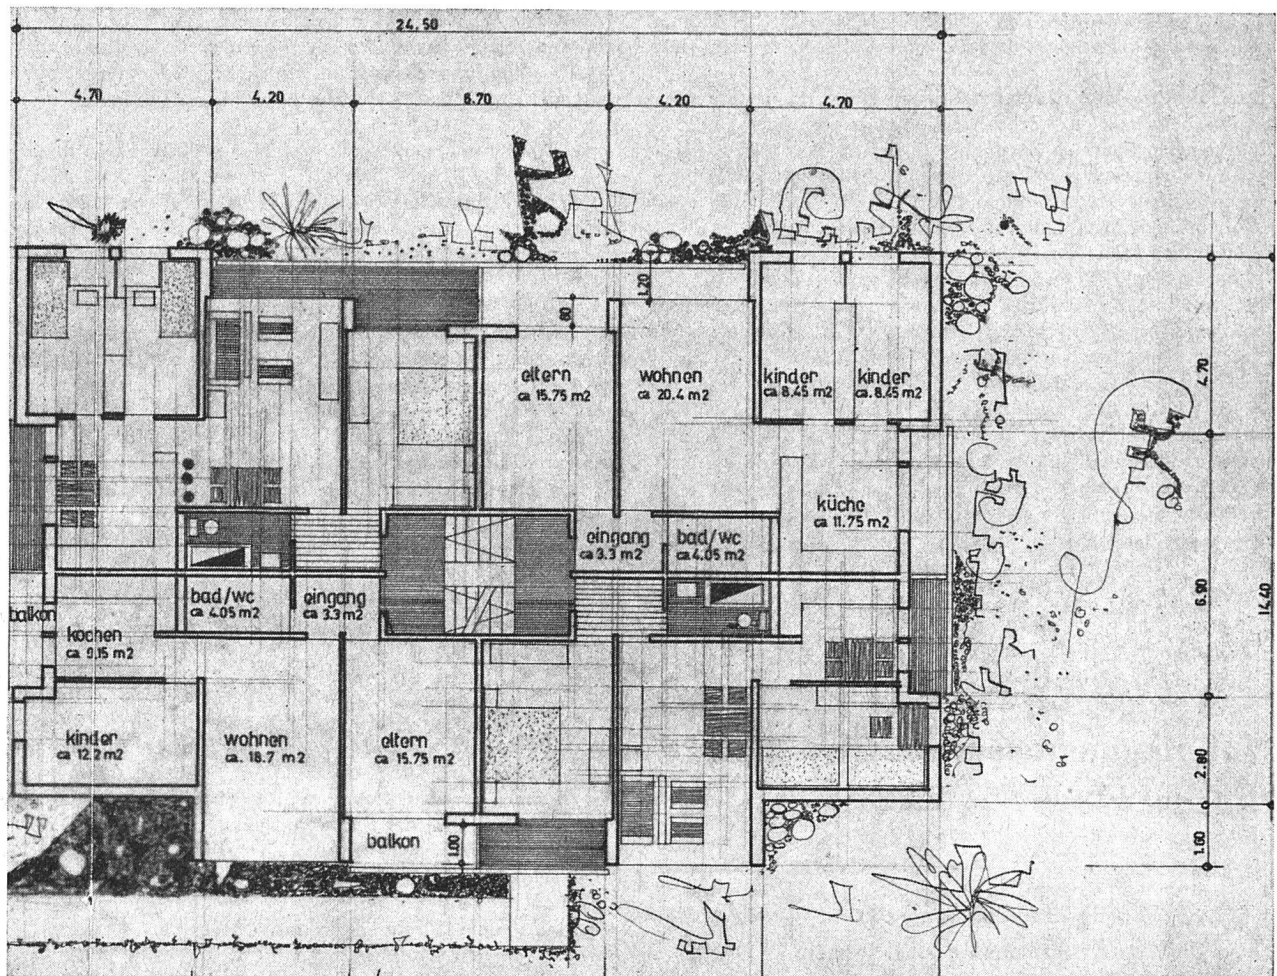 24.50
4.70
4.20
6.70
4.20
4.70
1.20
60
eltern
ca 15.75 m2
wohnen
ca 20.4 m2
kinder
ca 8.45 m2
kinder
ca. 8.45 m2
4.70
küche
ca 11.75 m2
eingang
ca 3.3 m2
bad/wc
ca 4.05 m2
bad/wc
ca 4.05 m2
eingang
ca 3.3 m2
balkon
kochen
ca 9.15 m2
6.90
14.40
kinder
ca 12.2 m2
wohnen
ca. 18.7 m2
eltern
ca 15.75 m2
2.80
balkon
1.00
1.60